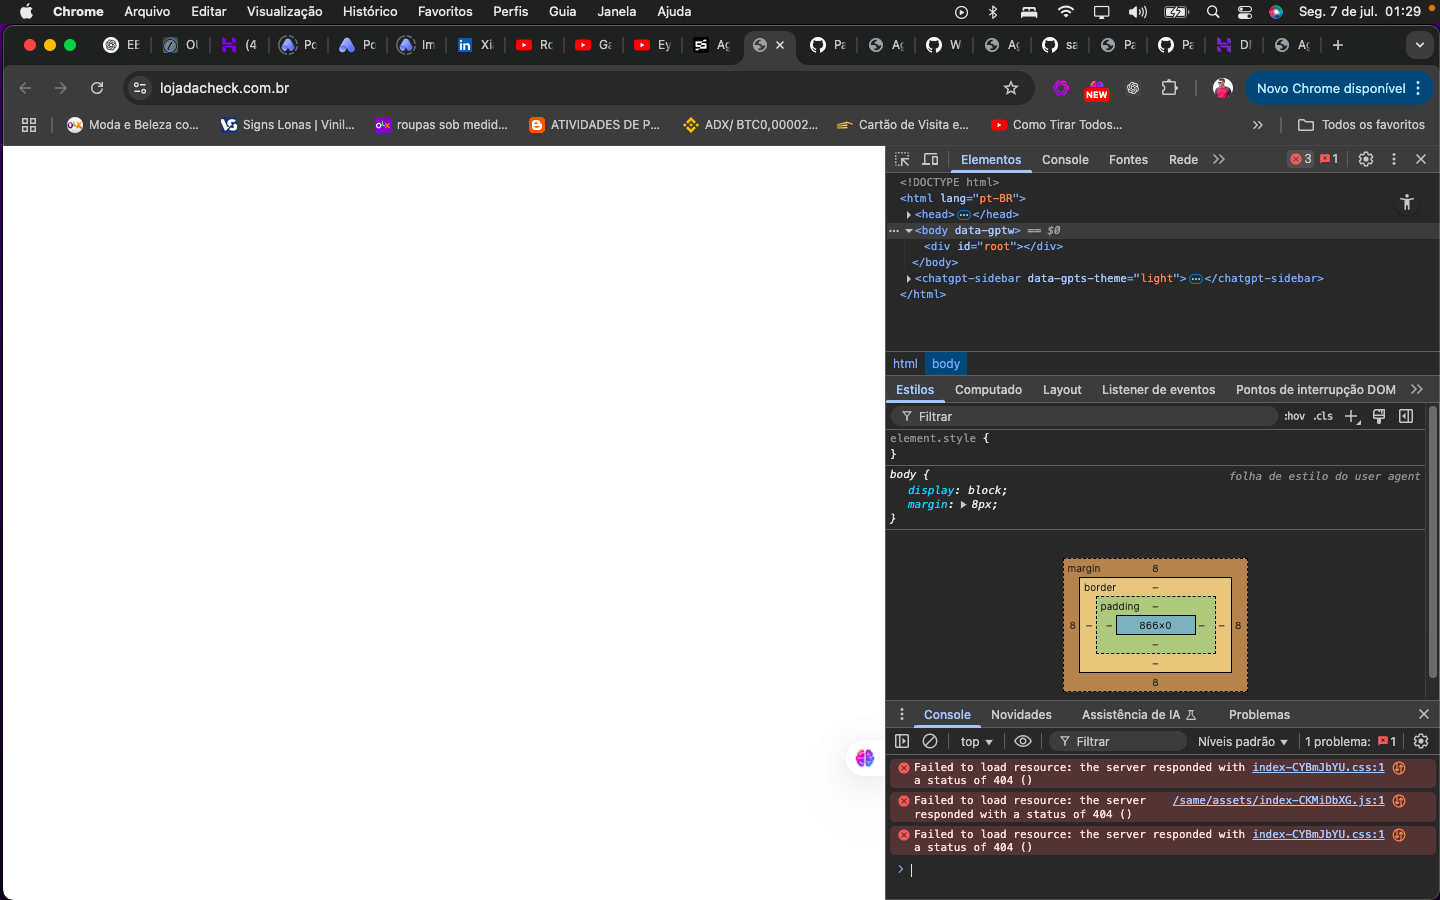 Chrome Arquivo Editar Visualização Histórico Favoritos Perfis Guia Janela Ajuda Seg. 7 de jul. 01:29
EE OU (4 Po Po Im Xi Ro Ga Ey Ag Pa Ag W Ag sa Pa Pa DN Ag
lojadacheck.com.br NEW Novo Chrome disponível
Moda e Beleza co... Signs Lonas | Vinil... roupas sob medid... ATIVIDADES DE P... ADX/ BTC0,00002... Cartão de Visita e... Como Tirar Todos... Todos os favoritos
Elementos Console Fontes Rede 3 1
<!DOCTYPE html>
<html lang="pt-BR">
<head></head>
<body data-gptw> == $0
<div id="root"></div>
</body>
<chatgpt-sidebar data-gpts-theme="light"></chatgpt-sidebar>
</html>
html body
Estilos Computado Layout Listener de eventos Pontos de interrupção DOM
Filtrar :hov .cls
element.style {
}
body { folha de estilo do user agent
display: block;
margin: 8px;
}
margin 8
border –
padding –
8 – – 866×0 – – 8
–
–
8
Console Novidades Assistência de IA Problemas
top Filtrar Níveis padrão 1 problema: 1
Failed to load resource: the server responded with index-CYBmJbYU.css:1
a status of 404 ()
Failed to load resource: the server /same/assets/index-CKMiDbXG.js:1
responded with a status of 404 ()
Failed to load resource: the server responded with index-CYBmJbYU.css:1
a status of 404 ()